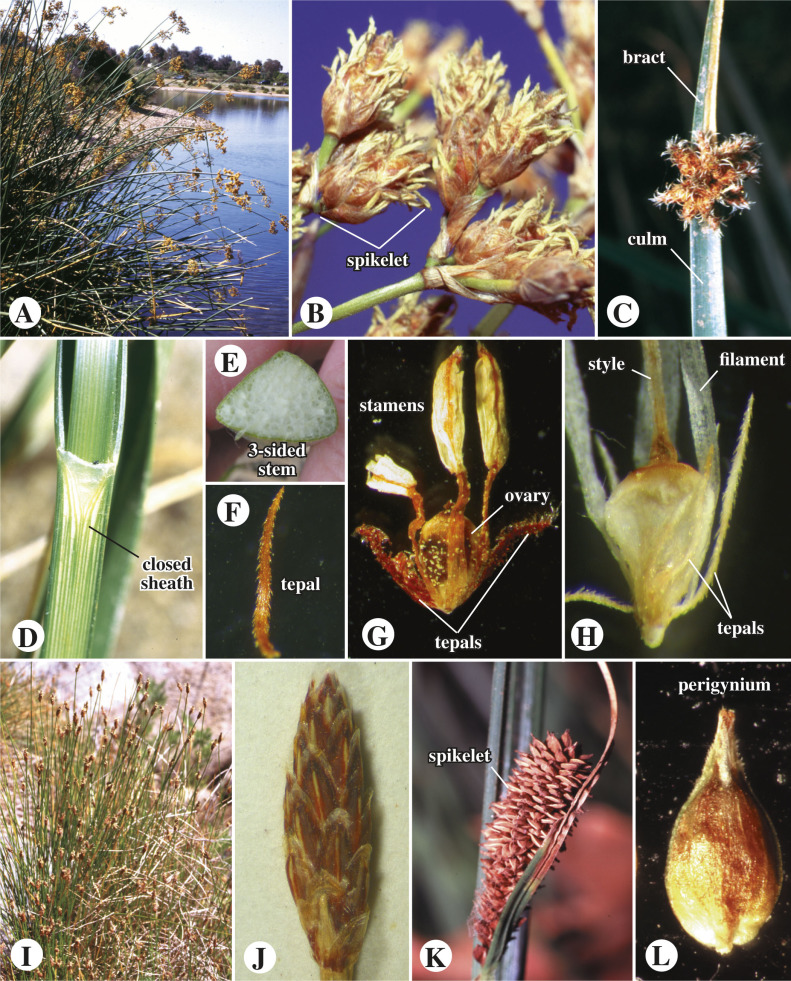 A
B
spikelet
C
bract
culm
D
closed
sheath
E
3-sided
stem
F
tepal
G
stamens
ovary
tepals
H
style
filament
tepals
I
J
K
spikelet
L
perigynium